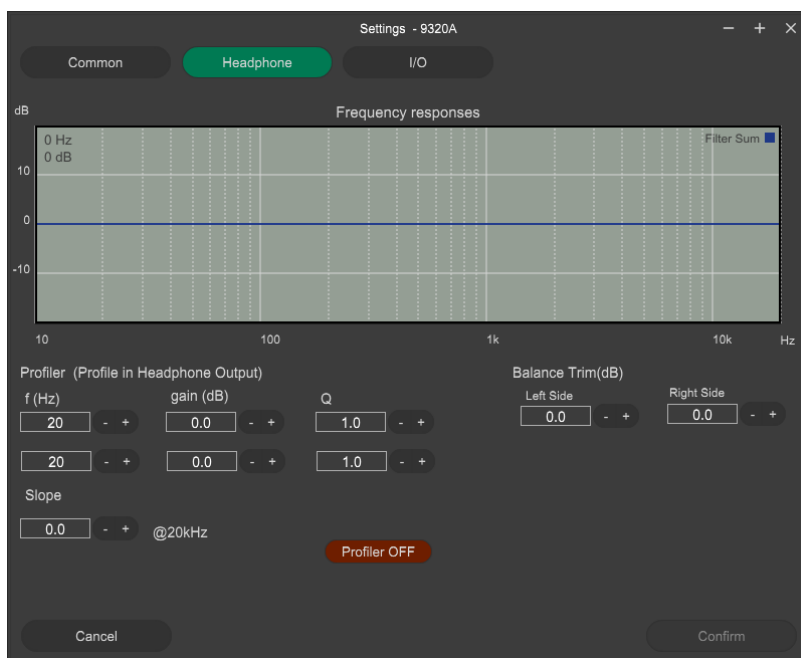 Settings - 9320A − + ×
Common Headphone I/O
dB Frequency responses
0 Hz Filter Sum
0 dB
10
0
-10
10 100 1k 10k Hz
Profiler (Profile in Headphone Output) Balance Trim(dB)
f (Hz) gain (dB) Q Left Side Right Side
20 - + 0.0 - + 1.0 - + 0.0 - + 0.0 - +
20 - + 0.0 - + 1.0 - +
Slope
0.0 - + @20kHz
Profiler OFF
Cancel Confirm